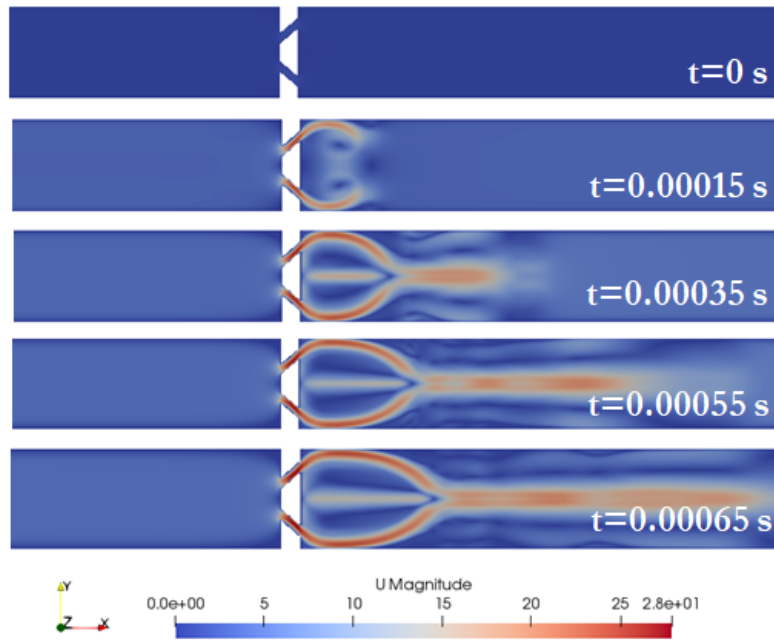 t=0 s
t=0.00015 s
t=0.00035 s
t=0.00055 s
t=0.00065 s
Y
Z X
U Magnitude
0.0e+00 5 10 15 20 25 2.8e+01